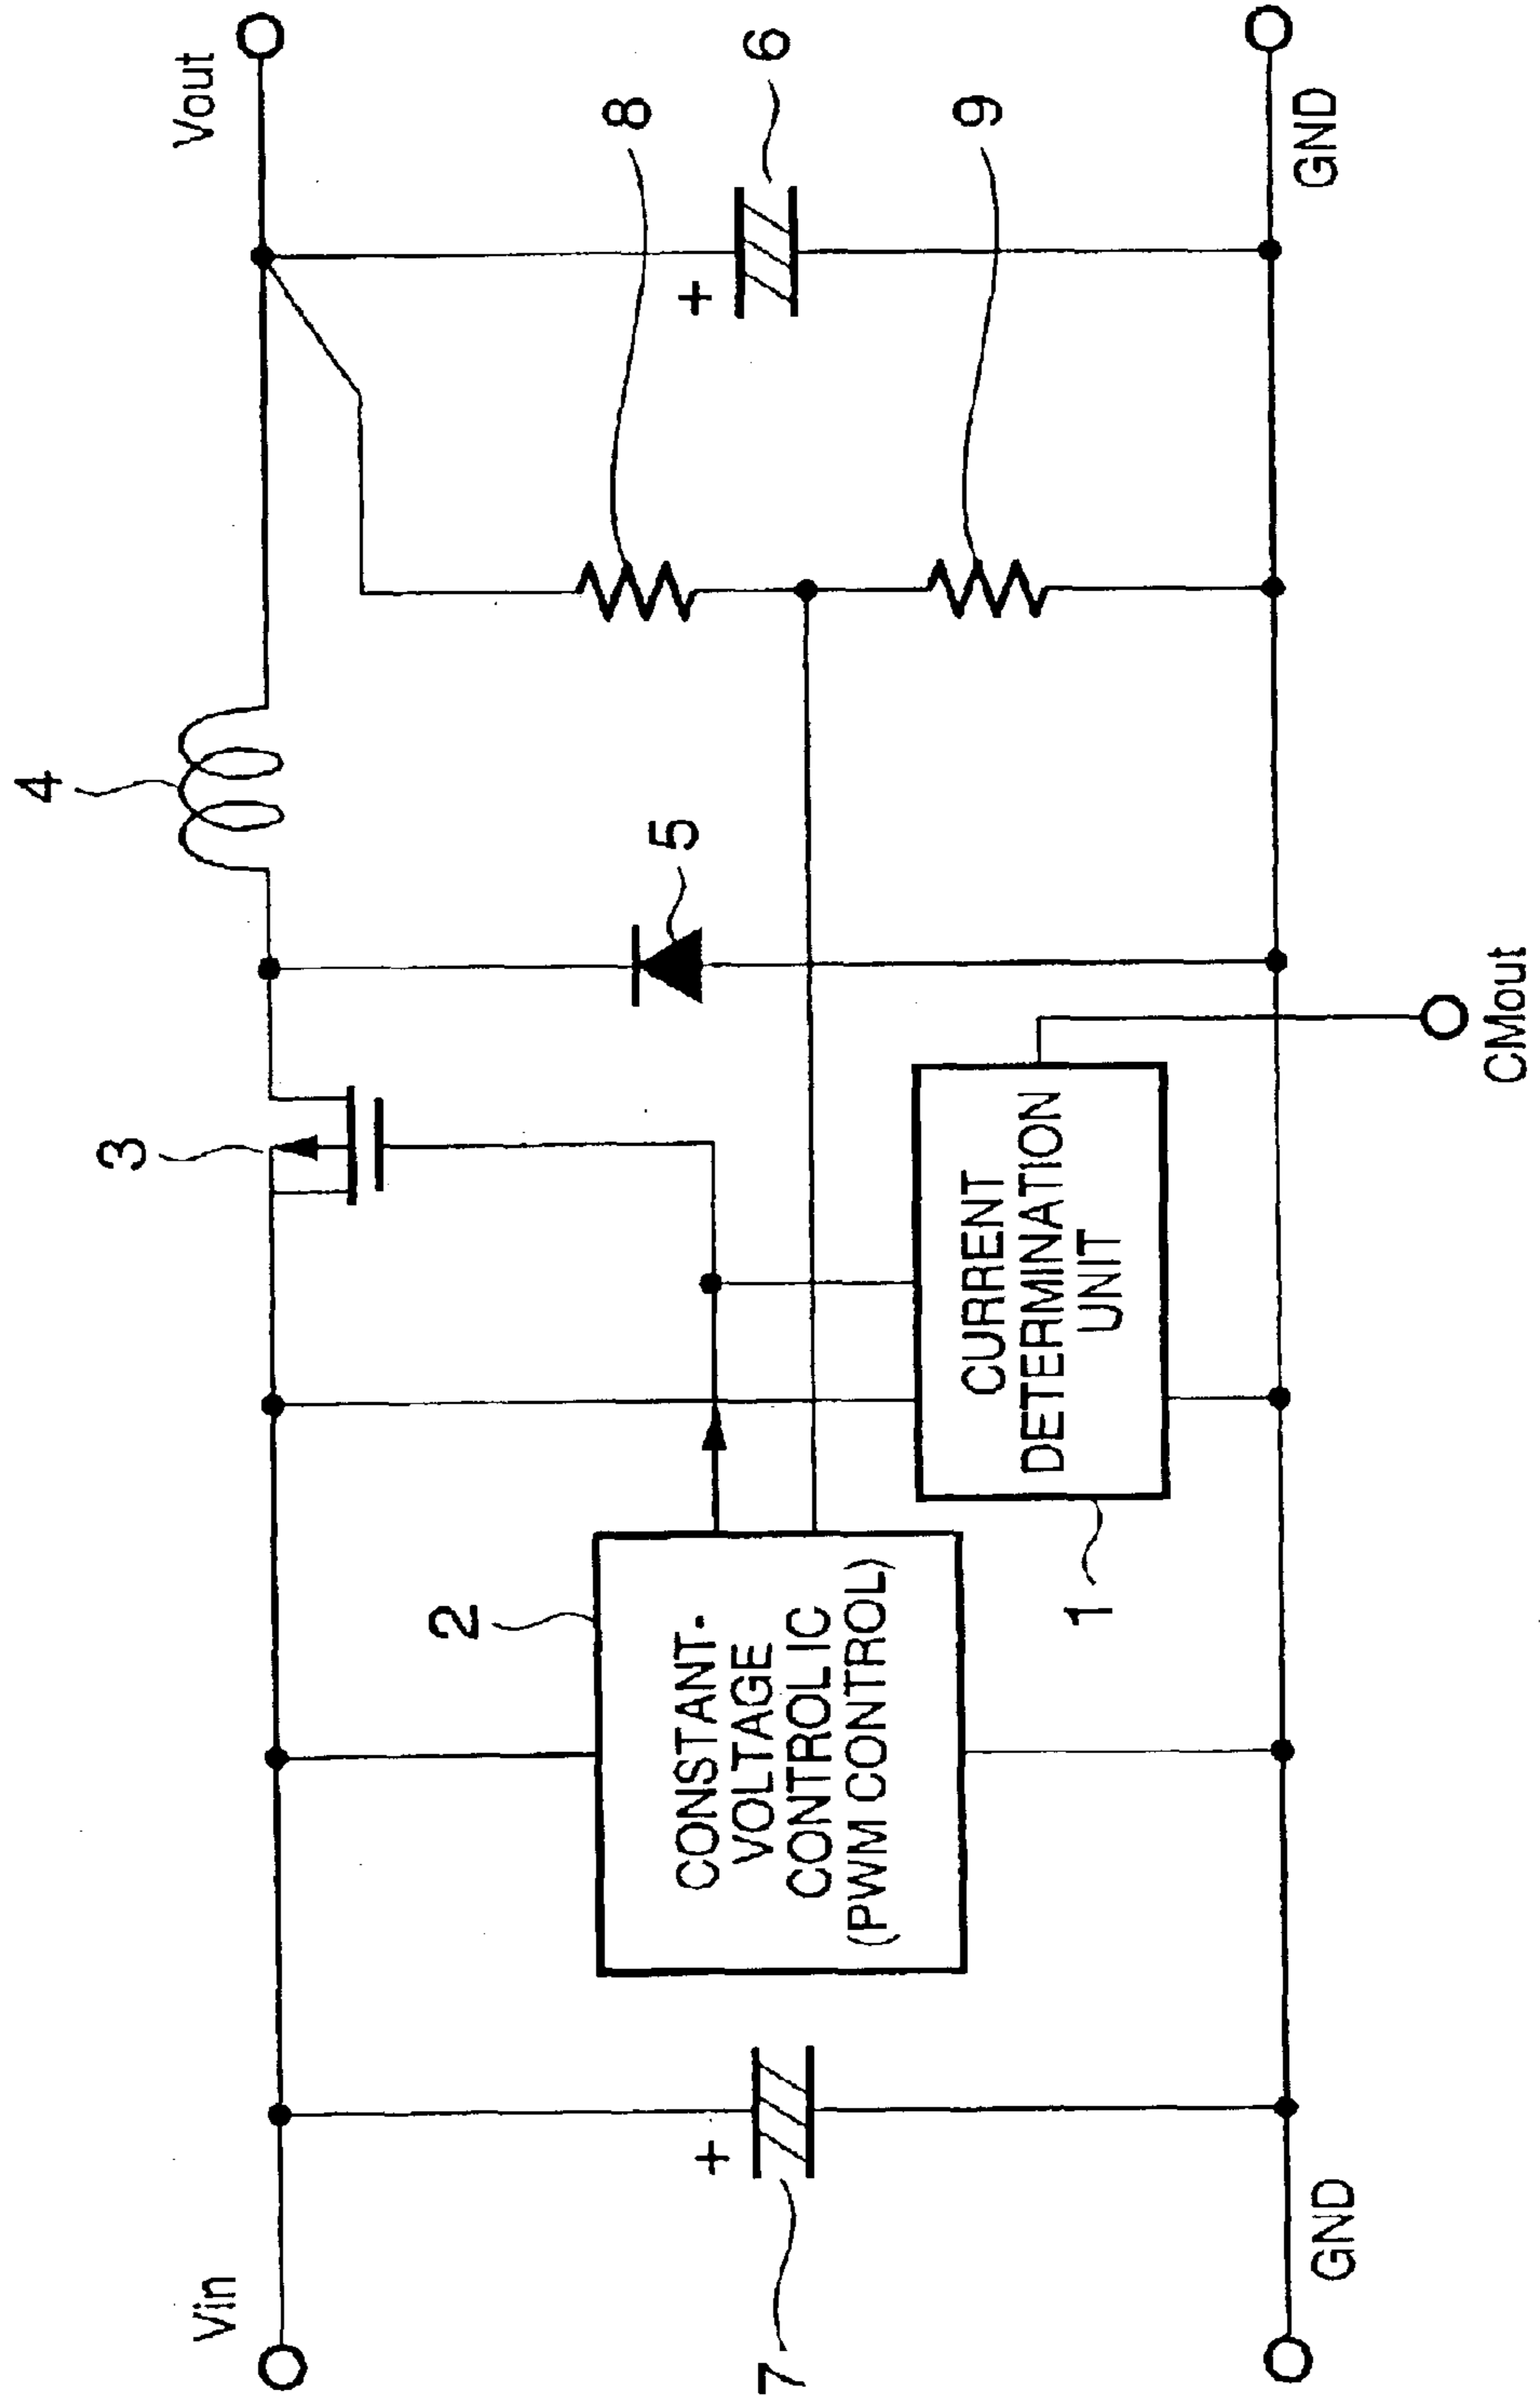 Vin
Vout
3
4
2
5
8
6
+
+
7
CONSTANT-
VOLTAGE
CONTROL IC
(PWM CONTROL)
9
CURRENT
DETERMINATION
UNIT
1
GND
GND
CMout